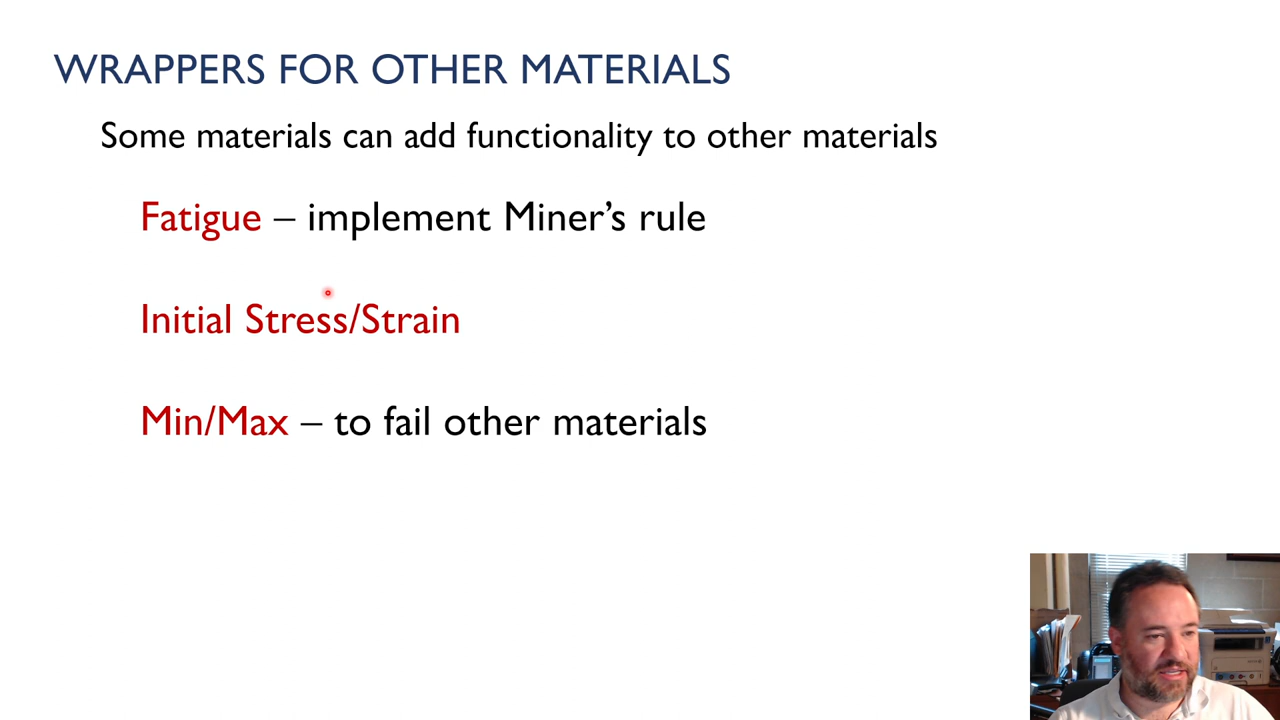 WRAPPERS FOR OTHER MATERIALS
Some materials can add functionality to other materials
Fatigue – implement Miner’s rule
Initial Stress/Strain
Min/Max – to fail other materials